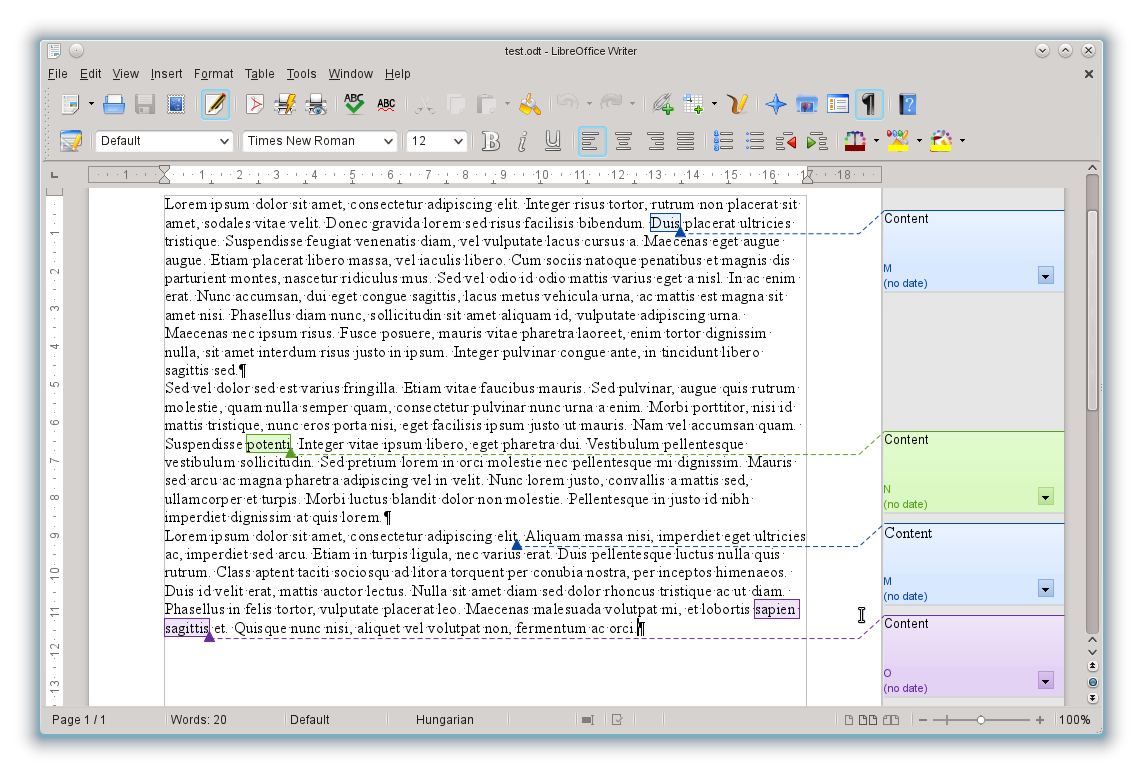 test.odt - LibreOffice Writer
File Edit View Insert Format Table Tools Window Help
ABC ABC
Default Times New Roman 12
1 1 2 3 4 5 6 7 8 9 10 11 12 13 14 15 16 17 18
Lorem ipsum dolor sit amet, consectetur adipiscing elit. Integer risus tortor, rutrum non placerat sit
amet, sodales vitae velit. Donec gravida lorem sed risus facilisis bibendum. Duis placerat ultricies
tristique. Suspendisse feugiat venenatis diam, vel vulputate lacus cursus a. Maecenas eget augue
augue. Etiam placerat libero massa, vel iaculis libero. Cum sociis natoque penatibus et magnis dis
parturient montes, nascetur ridiculus mus. Sed vel odio id odio mattis varius eget a nisl. In ac enim
erat. Nunc accumsan, dui eget congue sagittis, lacus metus vehicula urna, ac mattis est magna sit
amet nisi. Phasellus diam nunc, sollicitudin sit amet aliquam id, vulputate adipiscing urna.
Maecenas nec ipsum risus. Fusce posuere, mauris vitae pharetra laoreet, enim tortor dignissim
nulla, sit amet interdum risus justo in ipsum. Integer pulvinar congue ante, in tincidunt libero
sagittis sed.¶
Sed vel dolor sed est varius fringilla. Etiam vitae faucibus mauris. Sed pulvinar, augue quis rutrum
molestie, quam nulla semper quam, consectetur pulvinar nunc urna a enim. Morbi porttitor, nisi id
mattis tristique, nunc eros porta nisi, eget facilisis ipsum justo ut mauris. Nam vel accumsan quam.
Suspendisse potenti. Integer vitae ipsum libero, eget pharetra dui. Vestibulum pellentesque
vestibulum sollicitudin. Sed pretium lorem in orci molestie nec pellentesque mi dignissim. Mauris
sed arcu ac magna pharetra adipiscing vel in velit. Nunc lorem justo, convallis a mattis sed,
ullamcorper et turpis. Morbi luctus blandit dolor non molestie. Pellentesque in justo id nibh
imperdiet dignissim at quis lorem.¶
Lorem ipsum dolor sit amet, consectetur adipiscing elit. Aliquam massa nisi, imperdiet eget ultricies
ac, imperdiet sed arcu. Etiam in turpis ligula, nec varius erat. Duis pellentesque luctus nulla quis
rutrum. Class aptent taciti sociosqu ad litora torquent per conubia nostra, per inceptos himenaeos.
Duis id velit erat, mattis auctor lectus. Nulla sit amet diam sed dolor rhoncus tristique ac ut diam.
Phasellus in felis tortor, vulputate placerat leo. Maecenas malesuada volutpat mi, et lobortis sapien
sagittis et. Quisque nunc nisi, aliquet vel volutpat non, fermentum ac orci.¶
Content
M
(no date)
Content
N
(no date)
Content
M
(no date)
Content
O
(no date)
1
2
3
4
5
6
7
8
9
10
11
12
13
Page 1 / 1 Words: 20 Default Hungarian 100%